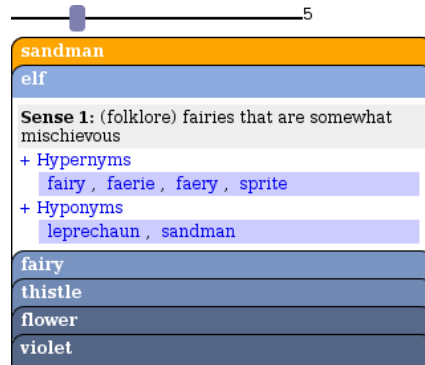 5
sandman
elf
Sense 1: (folklore) fairies that are somewhat
mischievous
+ Hypernyms
fairy , faerie , faery , sprite
+ Hyponyms
leprechaun , sandman
fairy
thistle
flower
violet